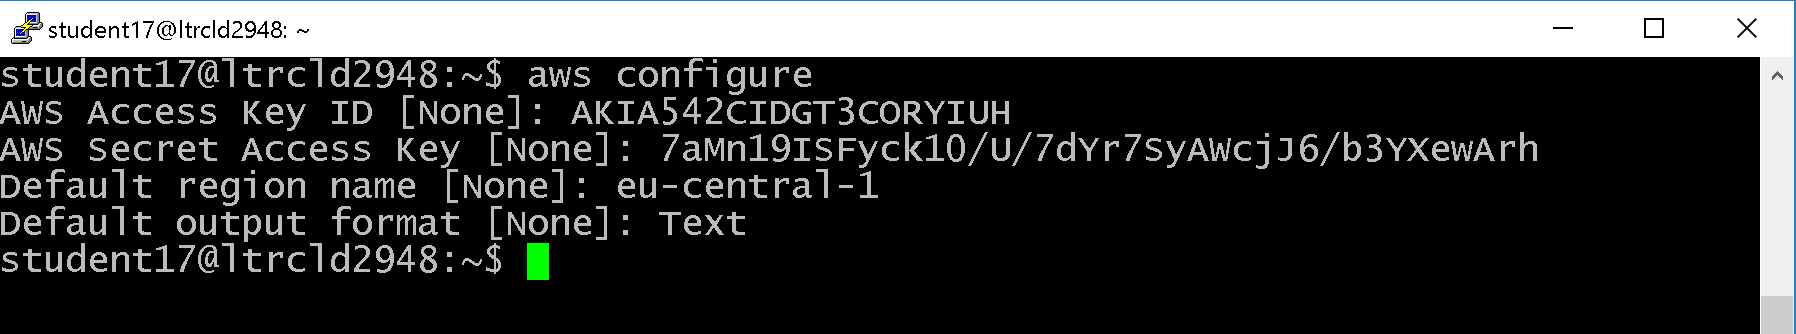 student17@ltrcld2948: ~
student17@ltrcld2948:~$ aws configure
AWS Access Key ID [None]: AKIA542CIDGT3CORYIUH
AWS Secret Access Key [None]: 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
Default region name [None]: eu-central-1
Default output format [None]: Text
student17@ltrcld2948:~$